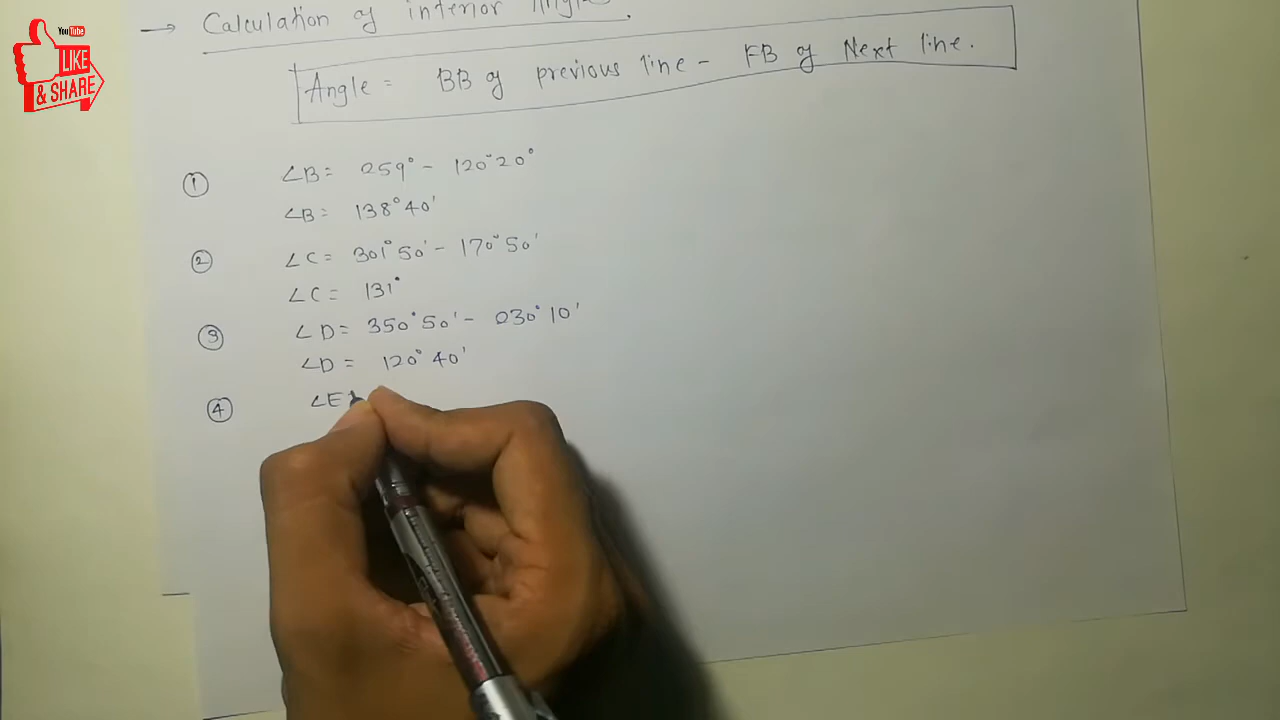 YouTube
LIKE
& SHARE
→ Calculation of interior Angle
Angle = BB of previous line - FB of Next line.
① ∠B = 259° - 120°20°
∠B = 138°40'
② ∠C = 301°50' - 170°50'
∠C = 131°
③ ∠D = 350°50' - 030°10'
∠D = 120°40'
④ ∠E